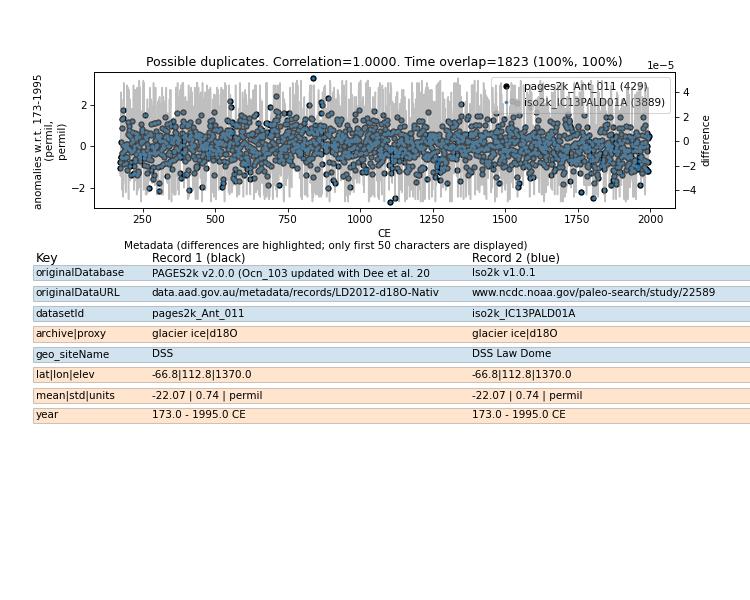 Possible duplicates. Correlation=1.0000. Time overlap=1823 (100%, 100%)
1e−5
pages2k_Ant_011 (429)
iso2k_IC13PALD01A (3889)
anomalies w.r.t. 173-1995
(permil,
permil)
2
0
−2
4
2
0
−2
−4
difference
250
500
750
1000
1250
1500
1750
2000
CE
Metadata (differences are highlighted; only first 50 characters are displayed)
Key Record 1 (black) Record 2 (blue)
originalDatabase PAGES2k v2.0.0 (Ocn_103 updated with Dee et al. 20 Iso2k v1.0.1
originalDataURL data.aad.gov.au/metadata/records/LD2012-d18O-Nativ www.ncdc.noaa.gov/paleo-search/study/22589
datasetId pages2k_Ant_011 iso2k_IC13PALD01A
archive|proxy glacier ice|d18O glacier ice|d18O
geo_siteName DSS DSS Law Dome
lat|lon|elev -66.8|112.8|1370.0 -66.8|112.8|1370.0
mean|std|units -22.07 | 0.74 | permil -22.07 | 0.74 | permil
year 173.0 - 1995.0 CE 173.0 - 1995.0 CE